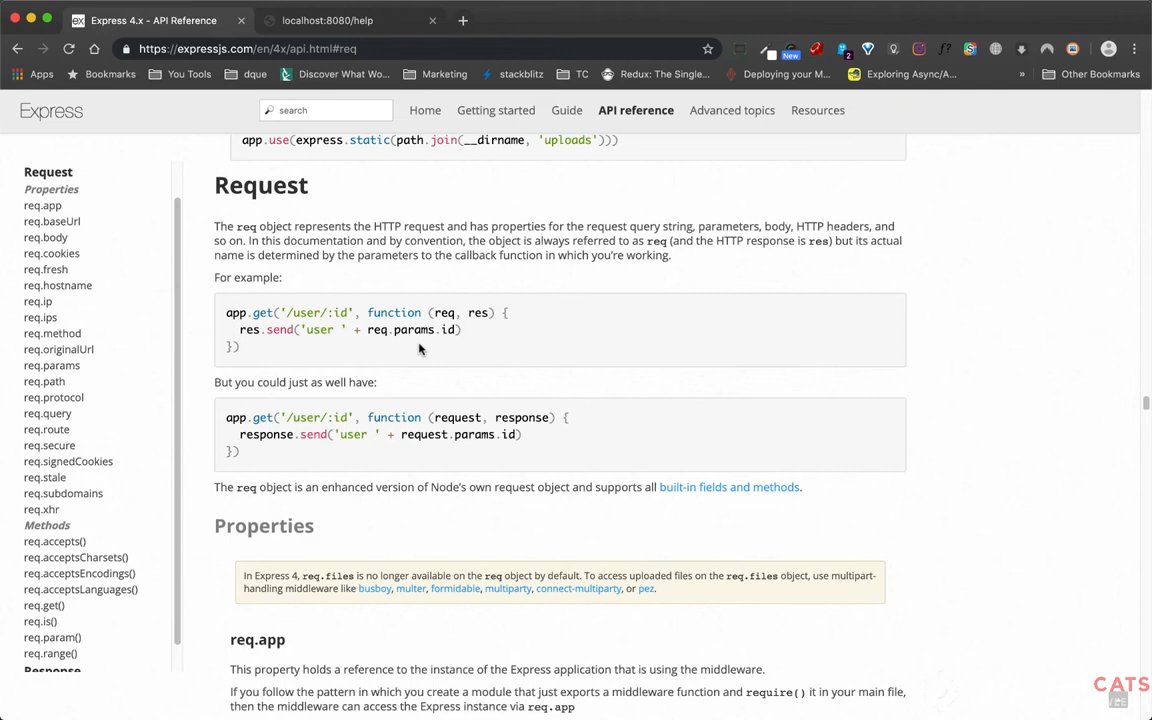 Express 4.x - API Reference
localhost:8080/help
https://expressjs.com/en/4x/api.html#req
New
2
Apps
Bookmarks
You Tools
dque
Discover What Wo...
Marketing
stackblitz
TC
Redux: The Single...
Deploying your M...
Exploring Async/A...
»
Other Bookmarks
Express
search
Home
Getting started
Guide
API reference
Advanced topics
Resources
app.use(express.static(path.join(__dirname, 'uploads')))
Request
Properties
req.app
req.baseUrl
req.body
req.cookies
req.fresh
req.hostname
req.ip
req.ips
req.method
req.originalUrl
req.params
req.path
req.protocol
req.query
req.route
req.secure
req.signedCookies
req.stale
req.subdomains
req.xhr
Methods
req.accepts()
req.acceptsCharsets()
req.acceptsEncodings()
req.acceptsLanguages()
req.get()
req.is()
req.param()
req.range()
Response
Request
The req object represents the HTTP request and has properties for the request query string, parameters, body, HTTP headers, and
so on. In this documentation and by convention, the object is always referred to as req (and the HTTP response is res) but its actual
name is determined by the parameters to the callback function in which you're working.
For example:
app.get('/user/:id', function (req, res) {
res.send('user ' + req.params.id)
})
But you could just as well have:
app.get('/user/:id', function (request, response) {
response.send('user ' + request.params.id)
})
The req object is an enhanced version of Node's own request object and supports all built-in fields and methods.
Properties
In Express 4, req.files is no longer available on the req object by default. To access uploaded files on the req.files object, use multipart-
handling middleware like busboy, multer, formidable, multiparty, connect-multiparty, or pez.
req.app
This property holds a reference to the instance of the Express application that is using the middleware.
If you follow the pattern in which you create a module that just exports a middleware function and require() it in your main file,
then the middleware can access the Express instance via req.app
CATS